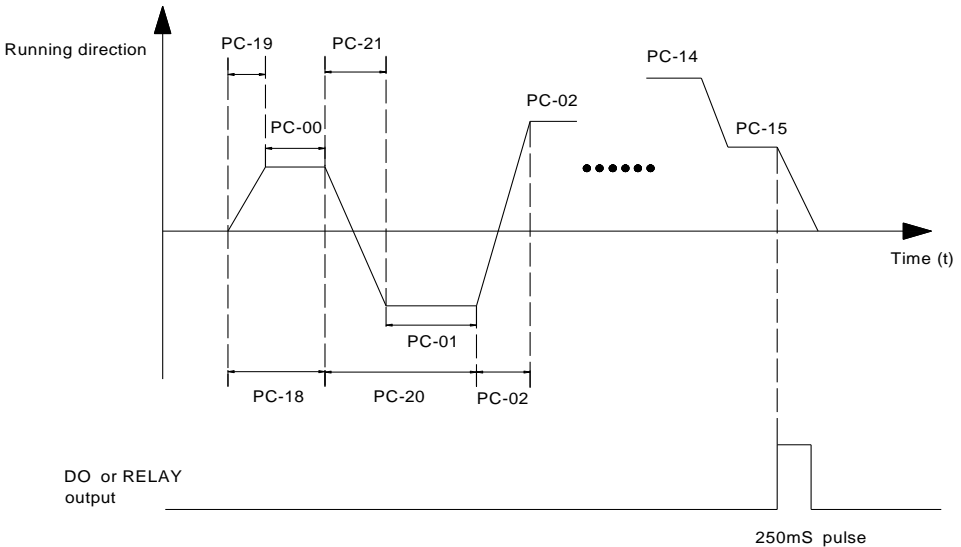 Running direction
PC-19
PC-21
PC-14
PC-02
PC-00
PC-15
Time (t)
PC-01
PC-18
PC-20
PC-02
DO or RELAY
output
250mS pulse